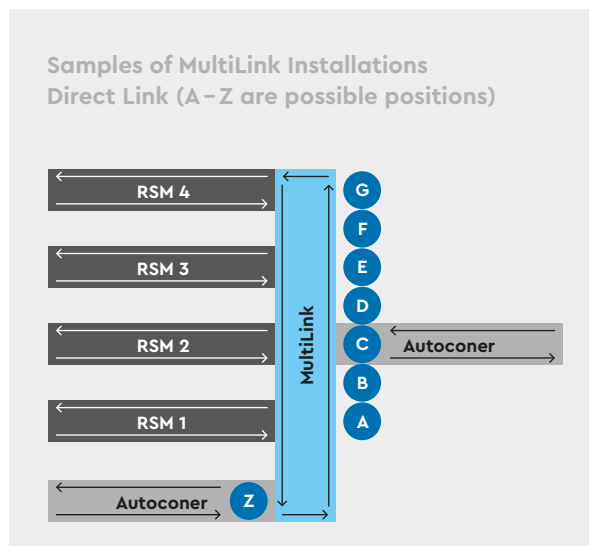 Samples of MultiLink Installations
Direct Link (A – Z are possible positions)
RSM 4
G
F
RSM 3
E
D
RSM 2
C
Autoconer
MultiLink
B
RSM 1
A
Autoconer
Z